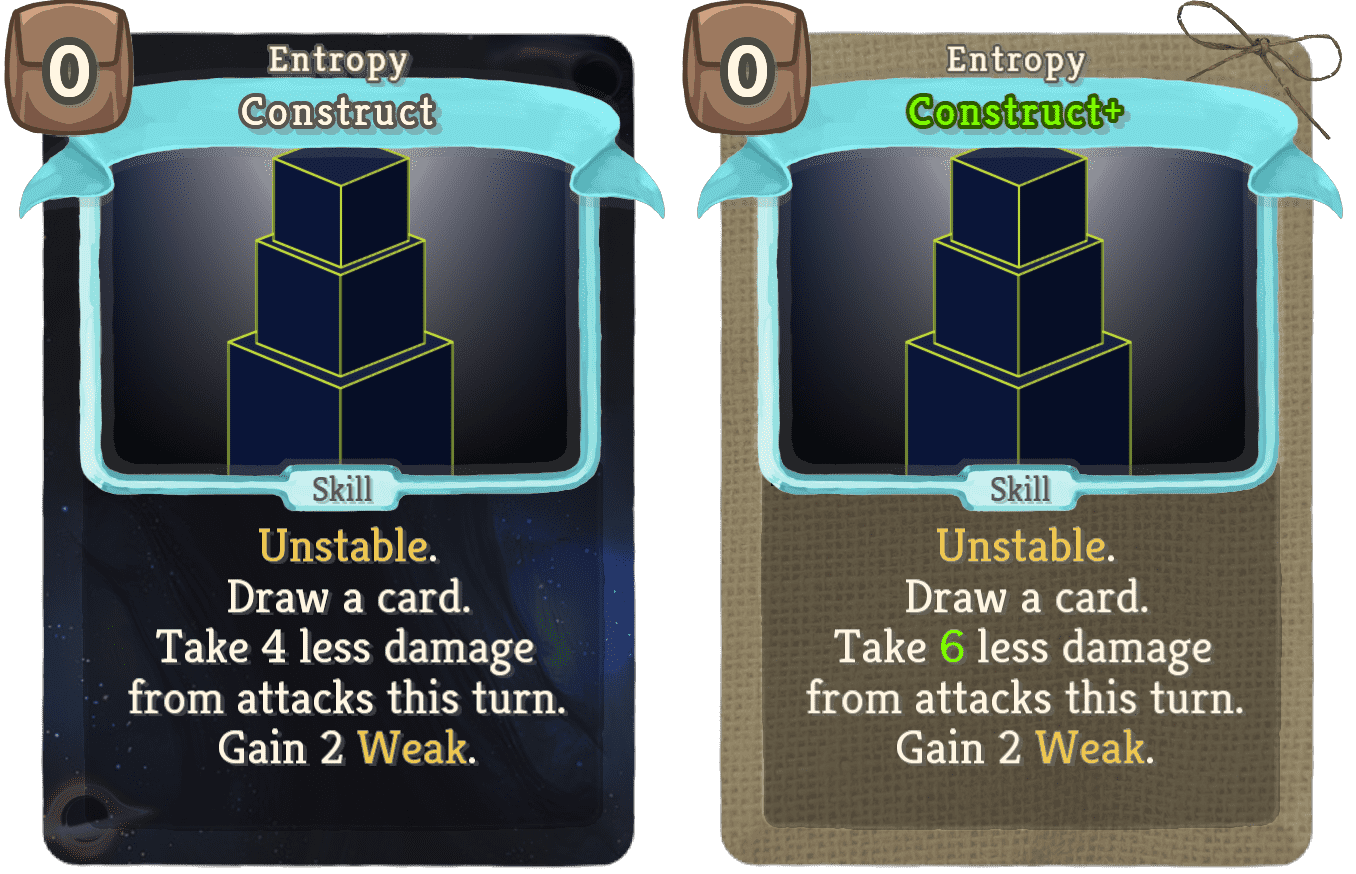 0
Entropy
Construct
Skill
Unstable.
Draw a card.
Take 4 less damage
from attacks this turn.
Gain 2 Weak.
0
Entropy
Construct+
Skill
Unstable.
Draw a card.
Take 6 less damage
from attacks this turn.
Gain 2 Weak.